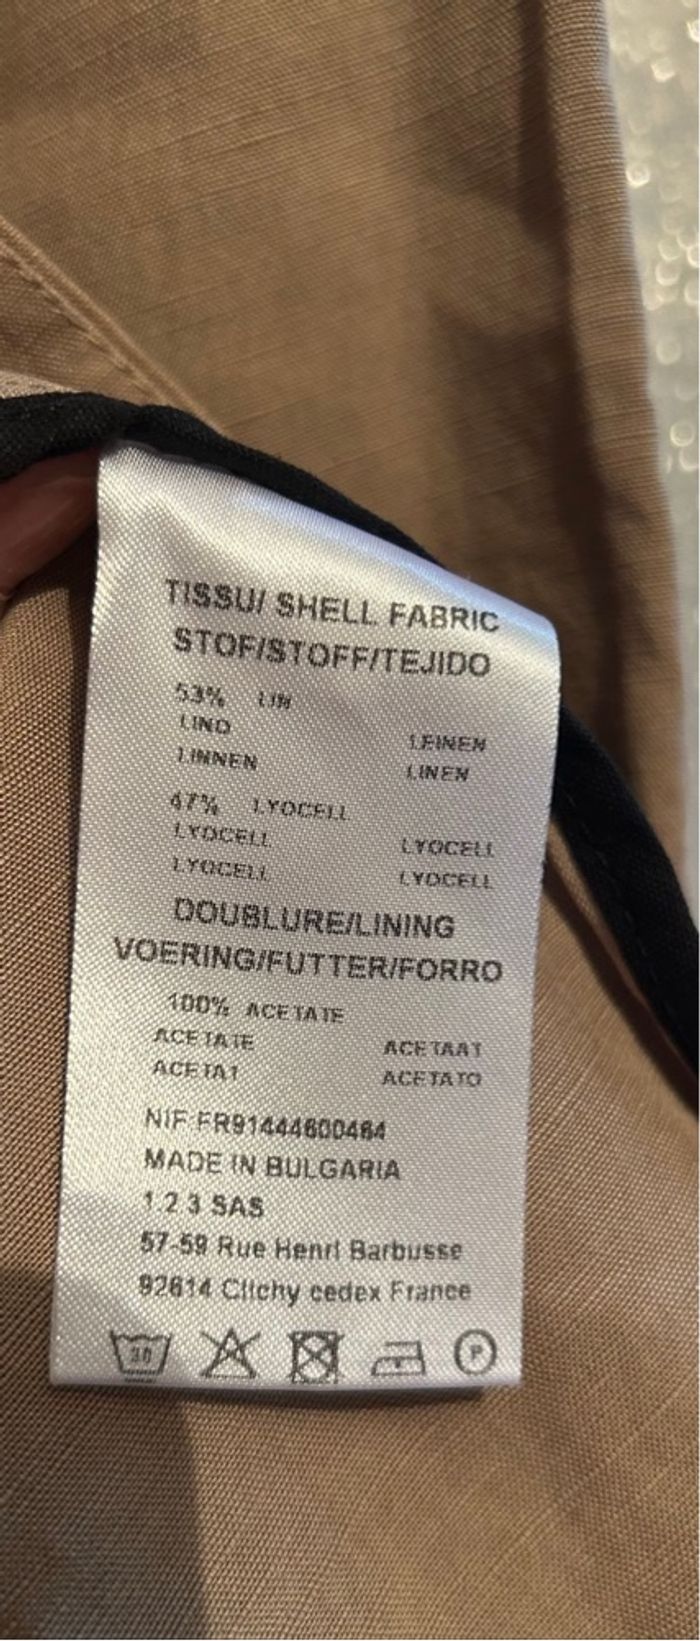 TISSU/ SHELL FABRIC
STOF/STOFF/TEJIDO
53% LIN
LINO LEINEN
LINNEN LINEN
47% LYOCELL
LYOCELL LYOCELL
LYOCELL LYOCELL
DOUBLURE/LINING
VOERING/FUTTER/FORRO
100% ACETATE
ACETATE ACETAAT
ACETAT ACETATO
NIF FR91444600464
MADE IN BULGARIA
1 2 3 SAS
57-59 Rue Henri Barbusse
92614 Clichy cedex France
30 P